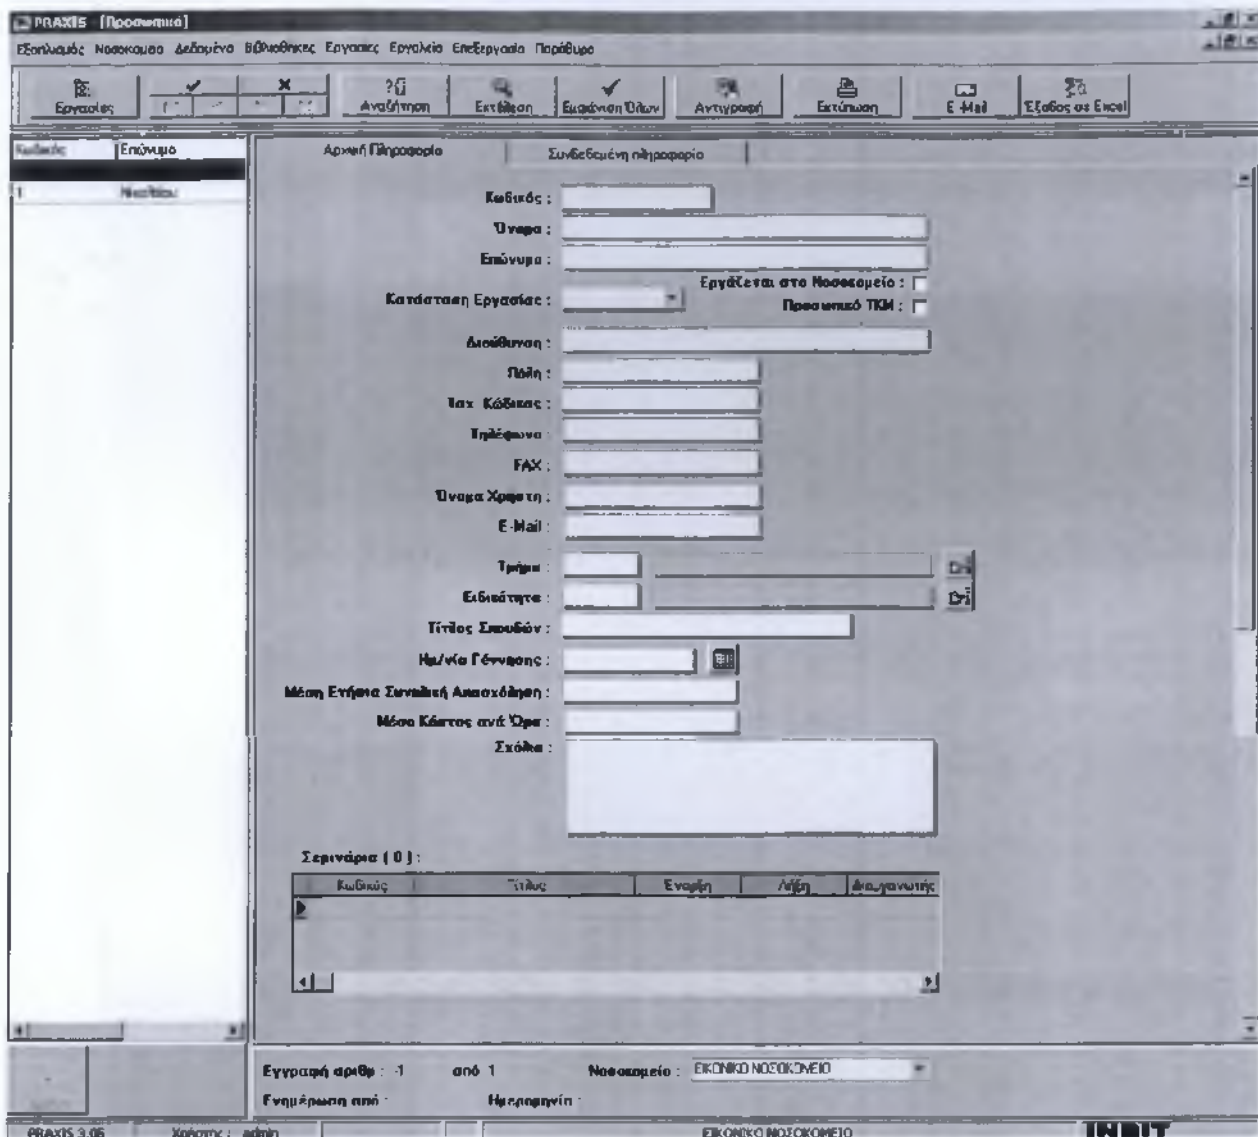 PRAXIS [Προσωπικό]
Εξοπλισμός Νοσοκομείο Δεδομένα Βιβλιοθήκες Εργασίες Εργαλεία Επεξεργασία Παράθυρο
Εργασίες Αναζήτηση Εκτέλεση Εμφάνιση Όλων Αντιγραφή Εκτύπωση E-Mail Έξοδος σε Excel
Κωδικός Επώνυμο
1
Αρχική Πληροφορία Συνδεδεμένη πληροφορία
Κωδικός :
Όνομα :
Επώνυμο :
Εργάζεται στο Νοσοκομείο :
Κατάσταση Εργασίας :
Προσωπικό ΤΚΜ :
Διεύθυνση :
Πόλη :
Ταχ. Κώδικας :
Τηλέφωνο :
FAX :
Όνομα Χρήστη :
E-Mail :
Τμήμα :
Ειδικότητα :
Τίτλος Σπουδών :
Ημ/νία Γέννησης :
Μέση Ετήσια Συνολική Απασχόληση :
Μέσο Κόστος ανά Ώρα :
Σχόλια :
Σεμινάρια ( 0 ) :
Κωδικός Τίτλος Έναρξη Λήξη Διοργανωτής
Εγγραφή αριθμ : -1 από 1 Νοσοκομείο : ΕΙΚΟΝΙΚΟ ΝΟΣΟΚΟΜΕΙΟ
Ενημέρωση από : Ημερομηνία :
PRAXIS 3.06 Χρήστης : admin ΕΙΚΟΝΙΚΟ ΝΟΣΟΚΟΜΕΙΟ INBIT